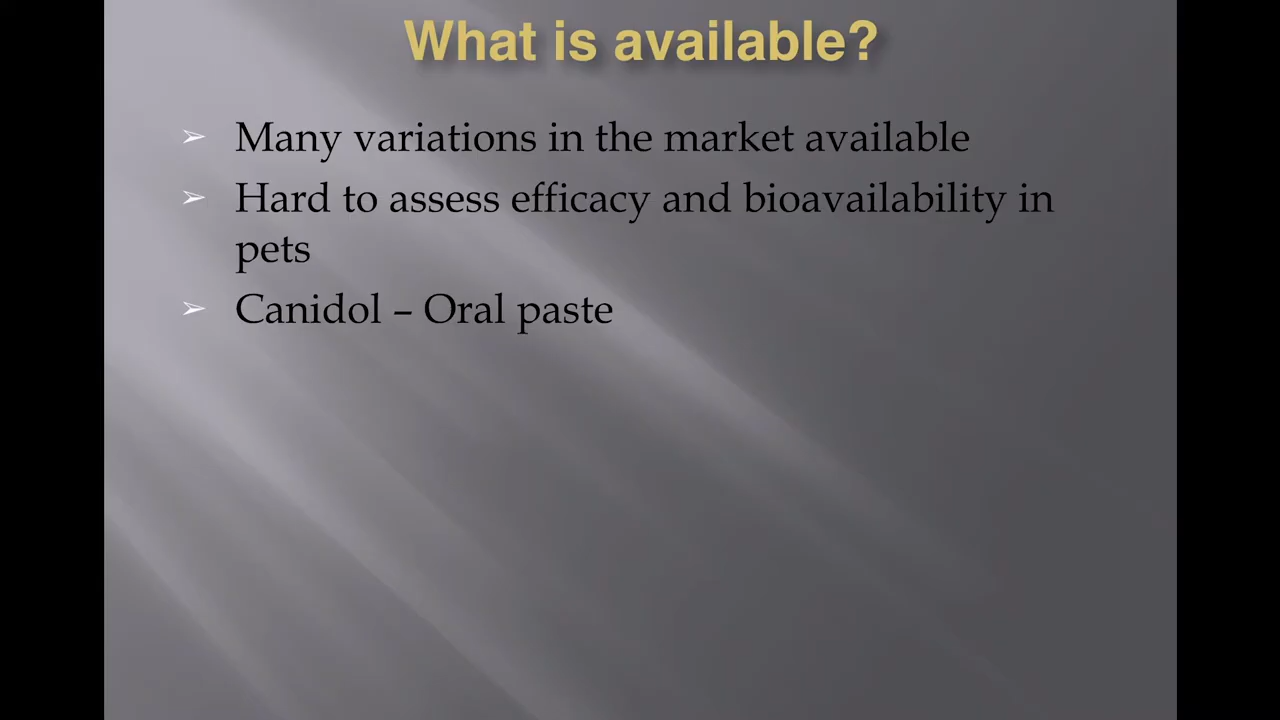 What is available?
➢ Many variations in the market available
➢ Hard to assess efficacy and bioavailability in
pets
➢ Canidol – Oral paste